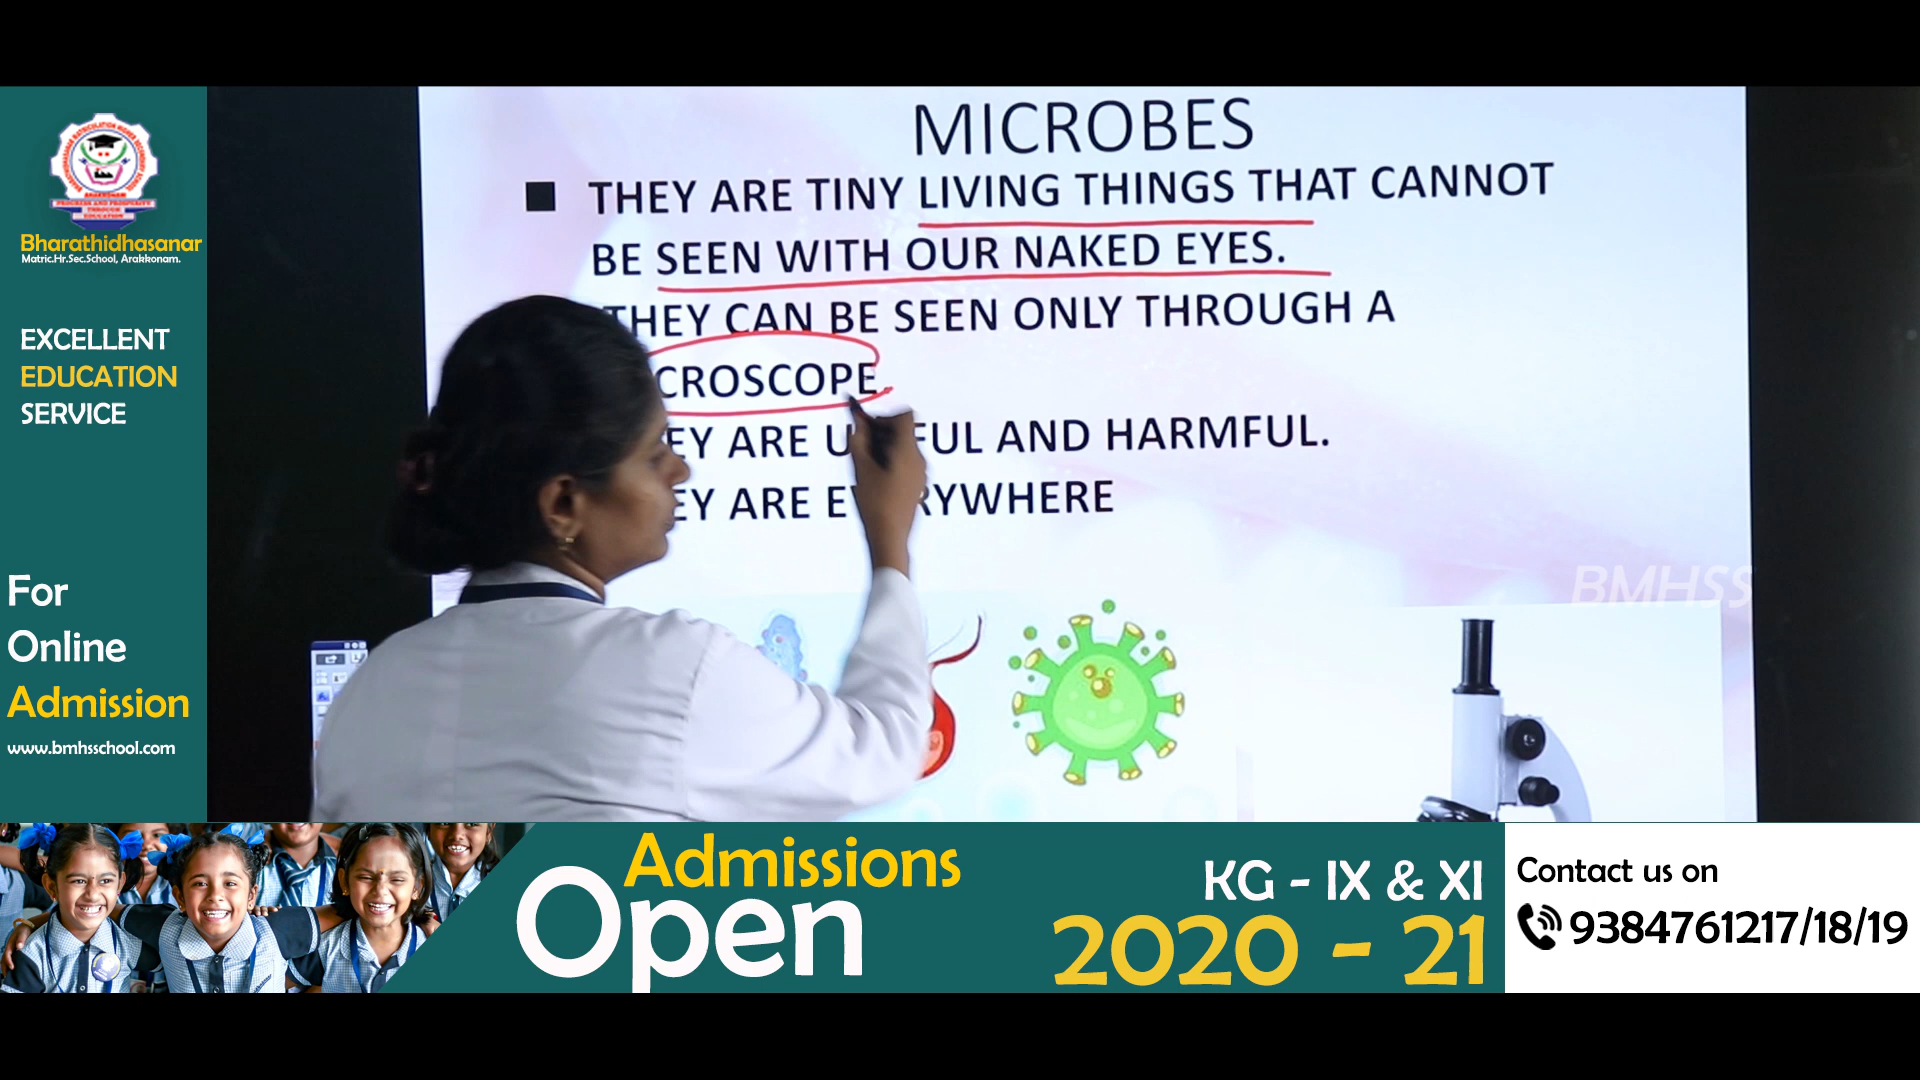 Bharathidhasanar
Matric.Hr.Sec.School, Arakkonam.
EXCELLENT
EDUCATION
SERVICE
For
Online
Admission
www.bmhsschool.com
MICROBES
THEY ARE TINY LIVING THINGS THAT CANNOT
BE SEEN WITH OUR NAKED EYES.
THEY CAN BE SEEN ONLY THROUGH A
CROSCOPE.
EY ARE U FUL AND HARMFUL.
EY ARE E RYWHERE
BMHSS
Admissions
Open
KG - IX & XI
2020 - 21
Contact us on
9384761217/18/19